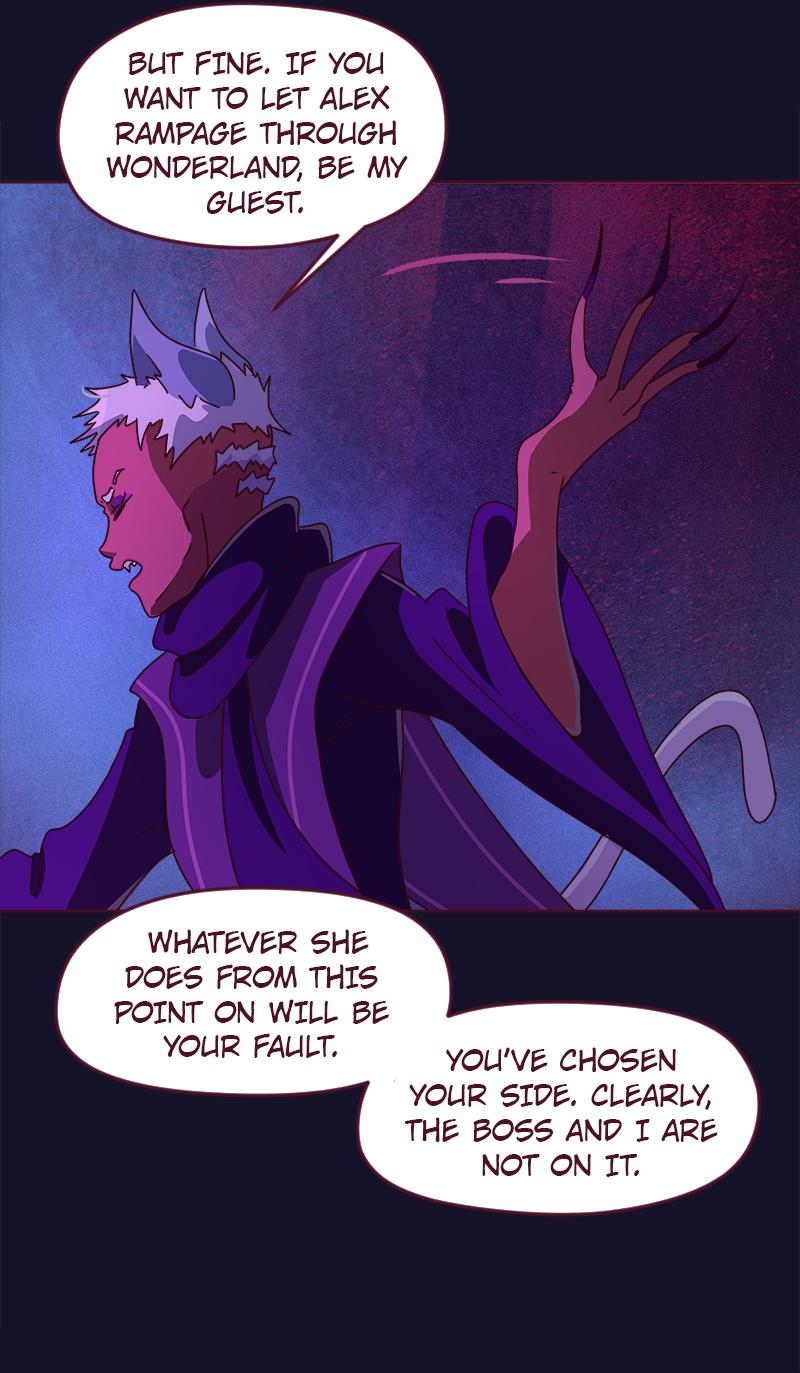 BUT FINE. IF YOU
WANT TO LET ALEX
RAMPAGE THROUGH
WONDERLAND, BE MY
GUEST.
WHATEVER SHE
DOES FROM THIS
POINT ON WILL BE
YOUR FAULT.
YOU'VE CHOSEN
YOUR SIDE. CLEARLY,
THE BOSS AND I ARE
NOT ON IT.